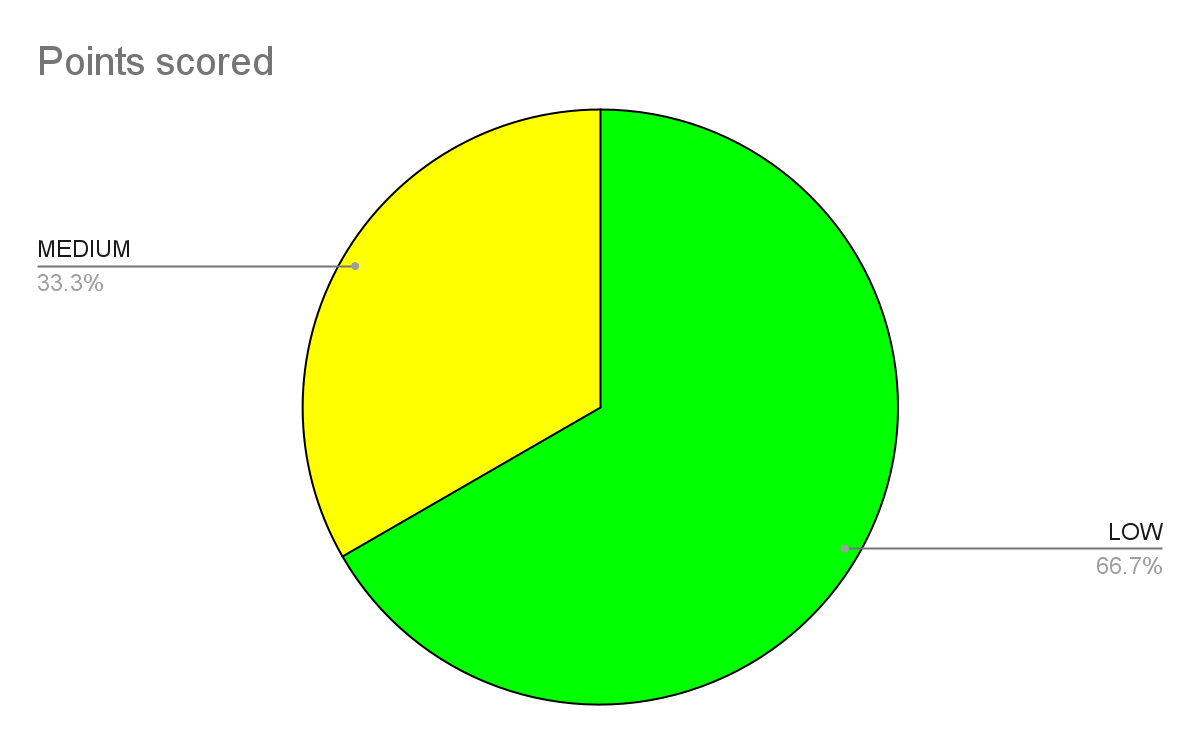 Points scored
MEDIUM
33.3%
LOW
66.7%